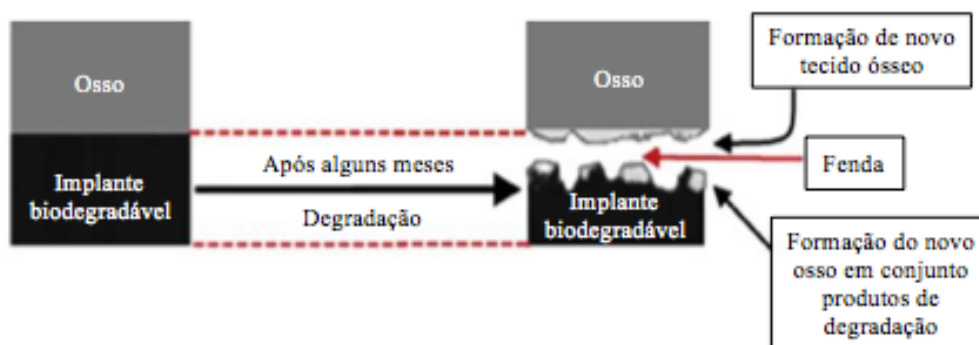 Osso
Implante
biodegradável
Após alguns meses
Degradação
Osso
Implante
biodegradável
Formação de novo
tecido ósseo
Fenda
Formação do novo
osso em conjunto
produtos de
degradação